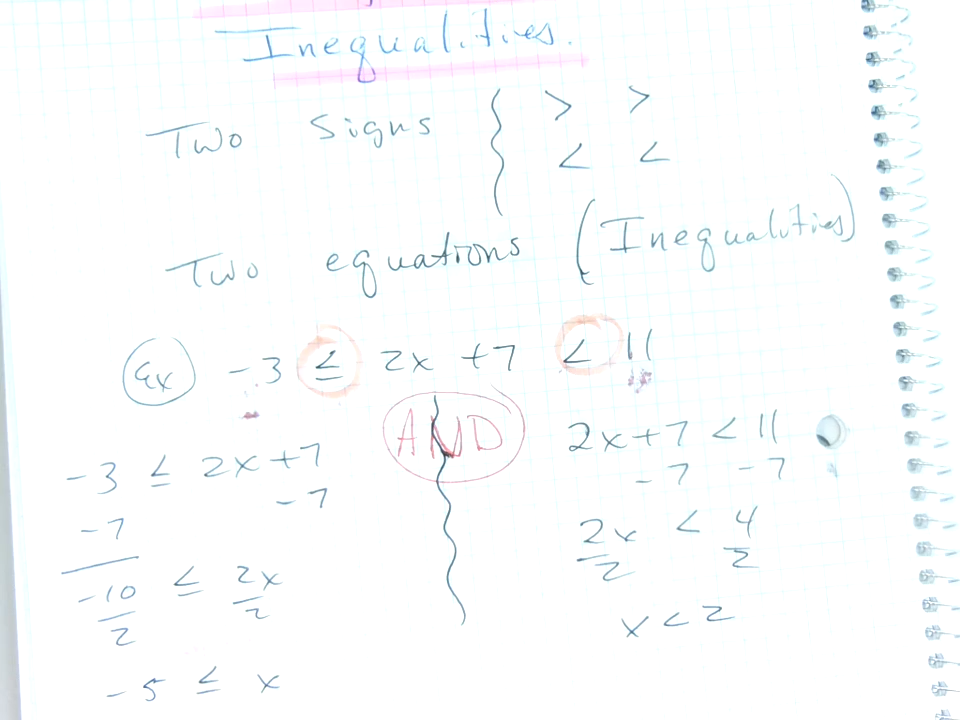 Inequalities.
Two Signs { > >
< <
Two equations (Inequalities)
Ex -3 ≤ 2x +7 < 11
AND
-3 ≤ 2x +7
-7 -7
-10/2 ≤ 2x/2
-5 ≤ x
2x+7 < 11
-7 -7
2x/2 < 4/2
x < 2